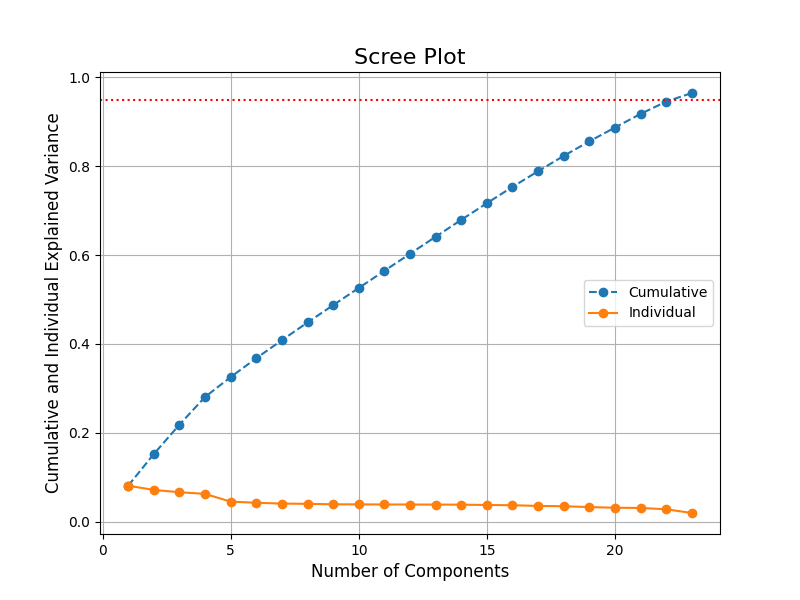 Scree Plot
Cumulative and Individual Explained Variance
1.0
0.8
0.6
0.4
0.2
0.0
Cumulative
Individual
0
5
10
15
20
Number of Components